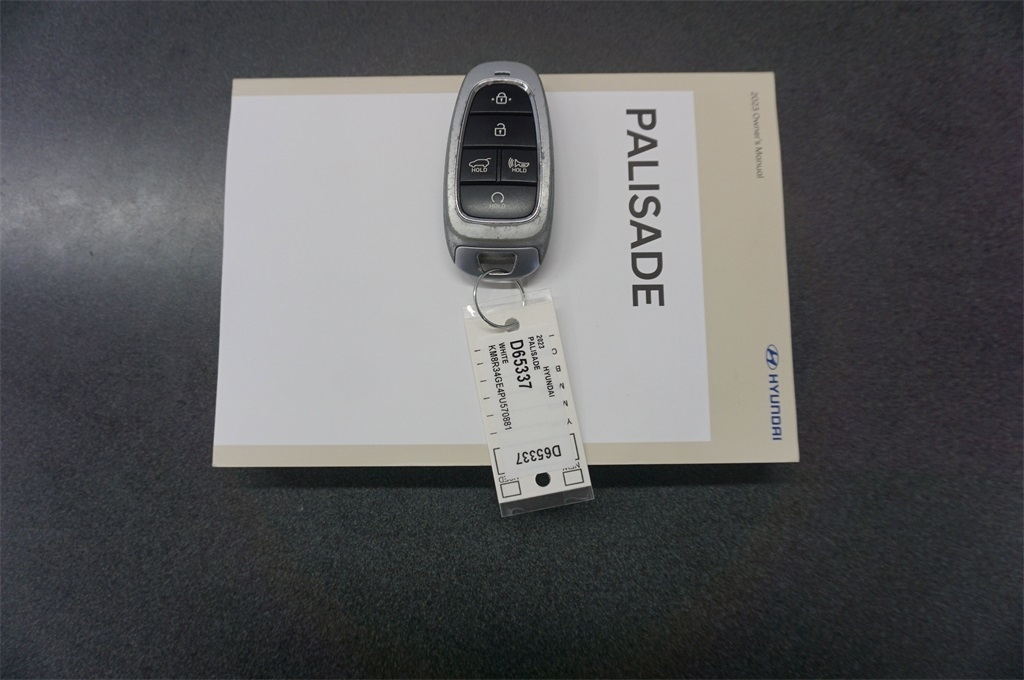 2023 Owner's Manual
PALISADE
HYUNDAI
HOLD
HOLD
HOLD
2023 HYUNDAI
PALISADE
D65337
WHITE
KM8R34GE4PU570881
D65337